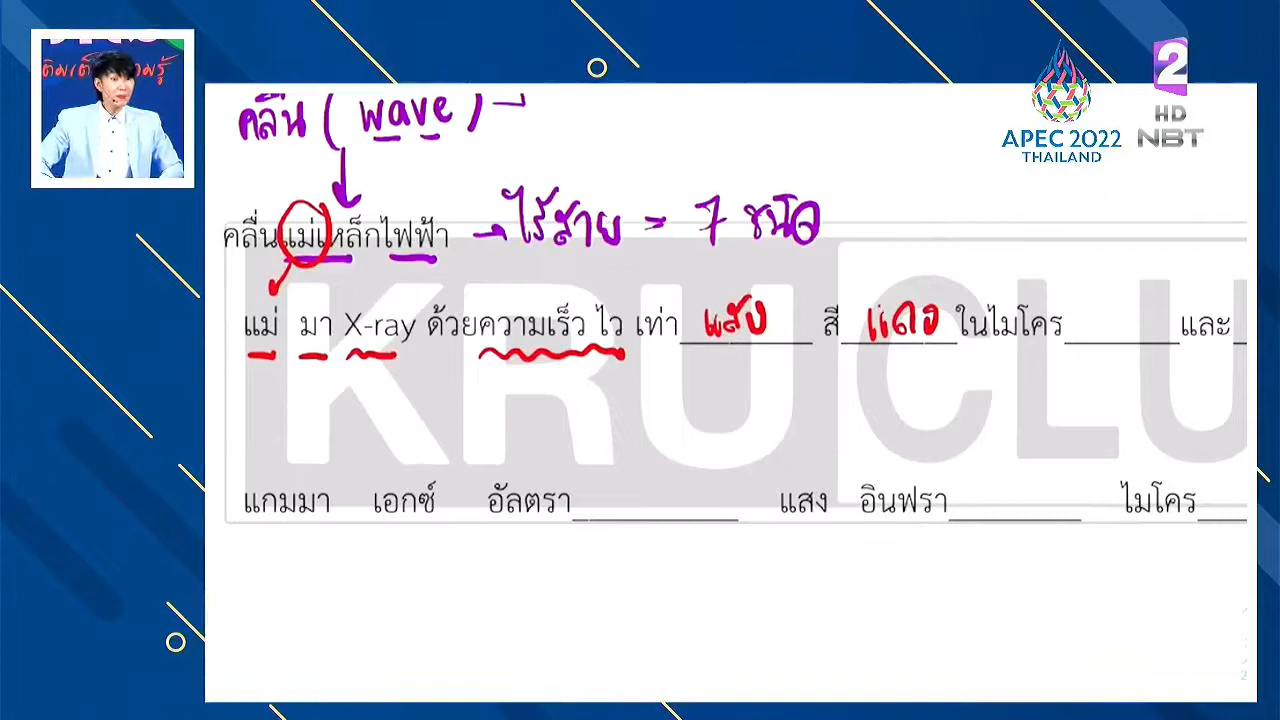 คลื่น (wave)
คลื่นแม่เหล็กไฟฟ้า → ไร้สาย = 7 ชนิด
แม่ มา X-ray ด้วยความเร็ว ไว เท่า แสง สี แดง ในไมโคร และ
แกมมา เอกซ์ อัลตรา แสง อินฟรา ไมโคร
KRU CLU
APEC 2022
THAILAND
2
HD
NBT